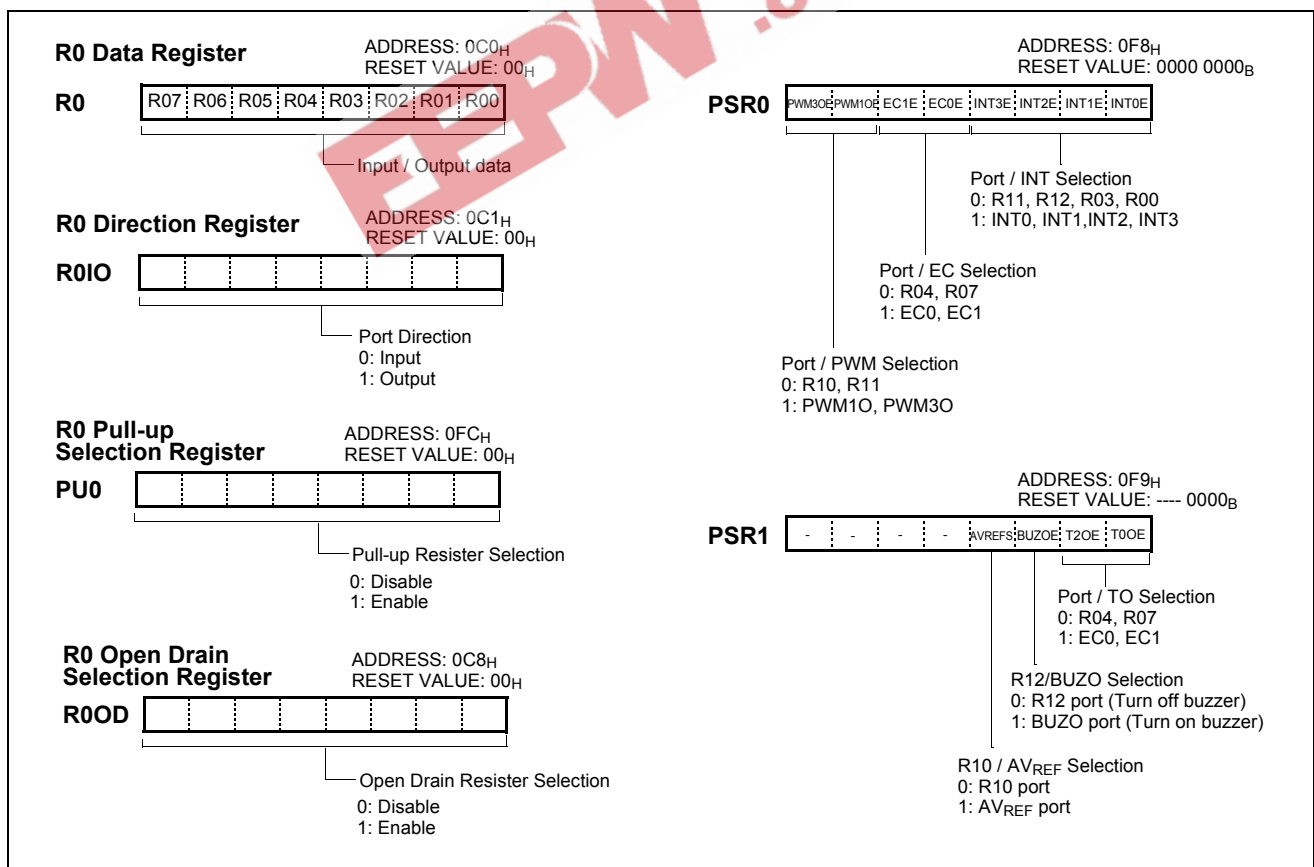 EEPW.
R0 Data Register
ADDRESS: 0C0H
RESET VALUE: 00H
R0
R07 R06 R05 R04 R03 R02 R01 R00
Input / Output data
R0 Direction Register
ADDRESS: 0C1H
RESET VALUE: 00H
R0IO
Port Direction
0: Input
1: Output
R0 Pull-up
Selection Register
ADDRESS: 0FCH
RESET VALUE: 00H
PU0
Pull-up Resister Selection
0: Disable
1: Enable
R0 Open Drain
Selection Register
ADDRESS: 0C8H
RESET VALUE: 00H
R0OD
Open Drain Resister Selection
0: Disable
1: Enable
ADDRESS: 0F8H
RESET VALUE: 0000 0000B
PSR0
PWM3OE PWM1OE EC1E EC0E INT3E INT2E INT1E INT0E
Port / INT Selection
0: R11, R12, R03, R00
1: INT0, INT1,INT2, INT3
Port / EC Selection
0: R04, R07
1: EC0, EC1
Port / PWM Selection
0: R10, R11
1: PWM1O, PWM3O
ADDRESS: 0F9H
RESET VALUE: ---- 0000B
PSR1
- - - - AVREFS BUZOE T2OE T0OE
Port / TO Selection
0: R04, R07
1: EC0, EC1
R12/BUZO Selection
0: R12 port (Turn off buzzer)
1: BUZO port (Turn on buzzer)
R10 / AVREF Selection
0: R10 port
1: AVREF port